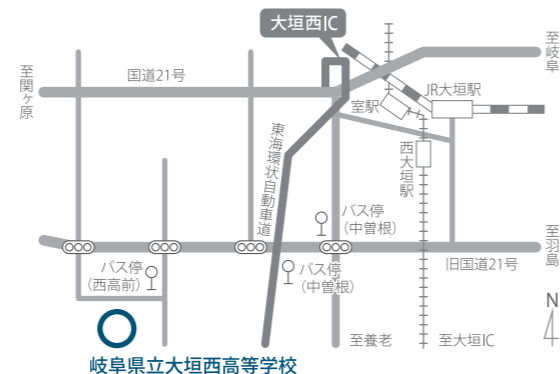 大垣西IC
至関ヶ原
国道21号
至岐阜
JR大垣駅
室駅
東海環状自動車道
西大垣駅
バス停
(中曽根)
至羽島
バス停
(西高前)
バス停
(中曽根)
旧国道21号
N
至養老
至大垣IC
岐阜県立大垣西高等学校